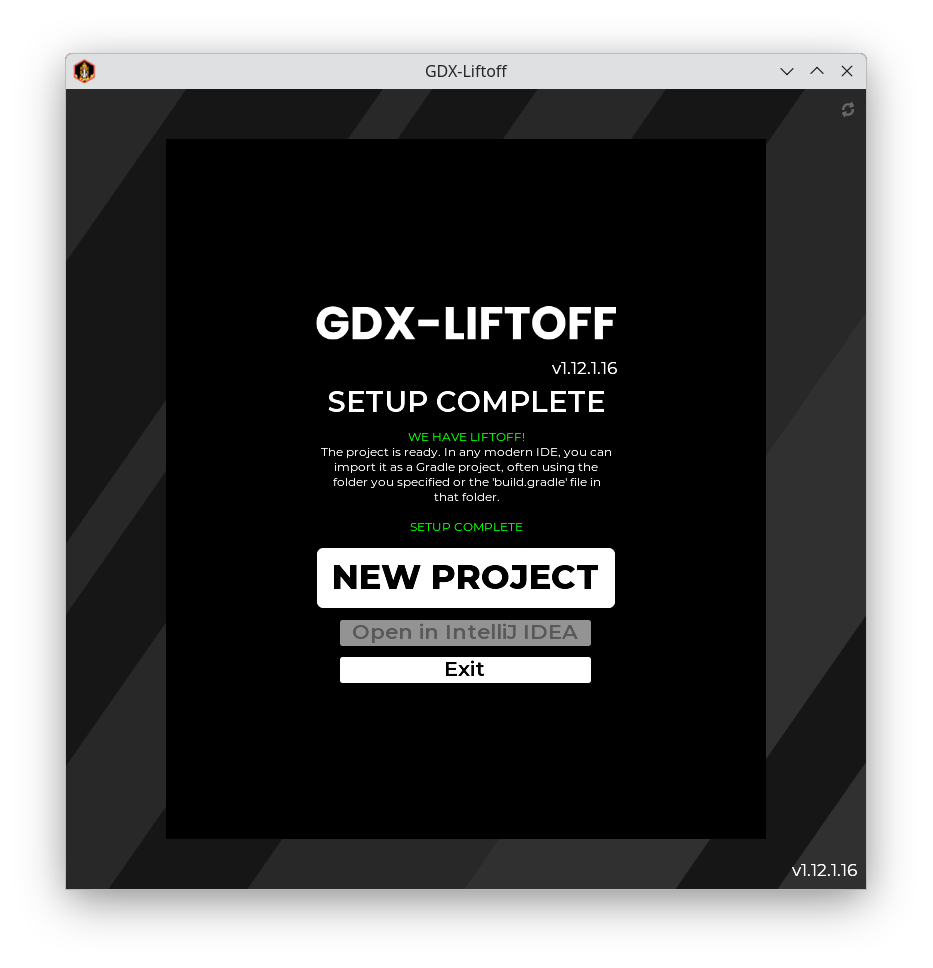 GDX-Liftoff
GDX-LIFTOFF
v1.12.1.16
SETUP COMPLETE
WE HAVE LIFTOFF!
The project is ready. In any modern IDE, you can
import it as a Gradle project, often using the
folder you specified or the 'build.gradle' file in
that folder.
SETUP COMPLETE
NEW PROJECT
Open in IntelliJ IDEA
Exit
v1.12.1.16